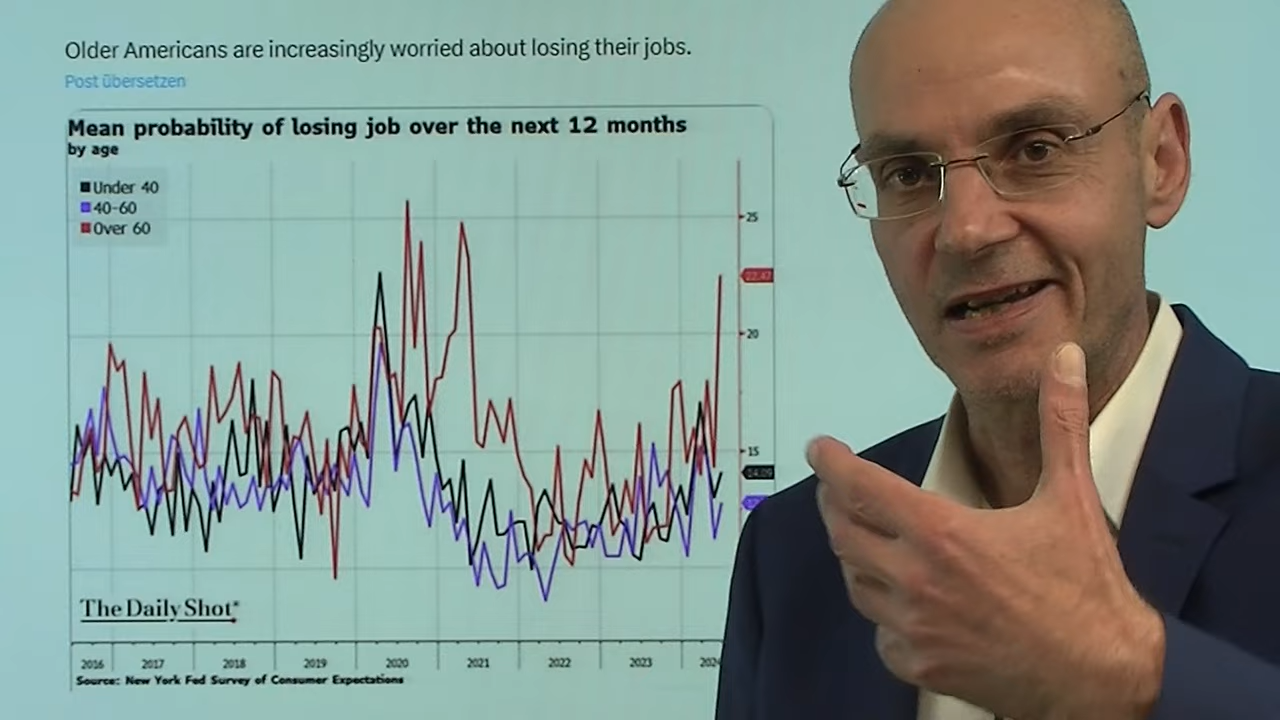 Older Americans are increasingly worried about losing their jobs.
Post übersetzen
Mean probability of losing job over the next 12 months
by age
Under 40
40-60
Over 60
25
22.47
20
15
14.09
The Daily Shot
2016 2017 2018 2019 2020 2021 2022 2023 2024
Source: New York Fed Survey of Consumer Expectations